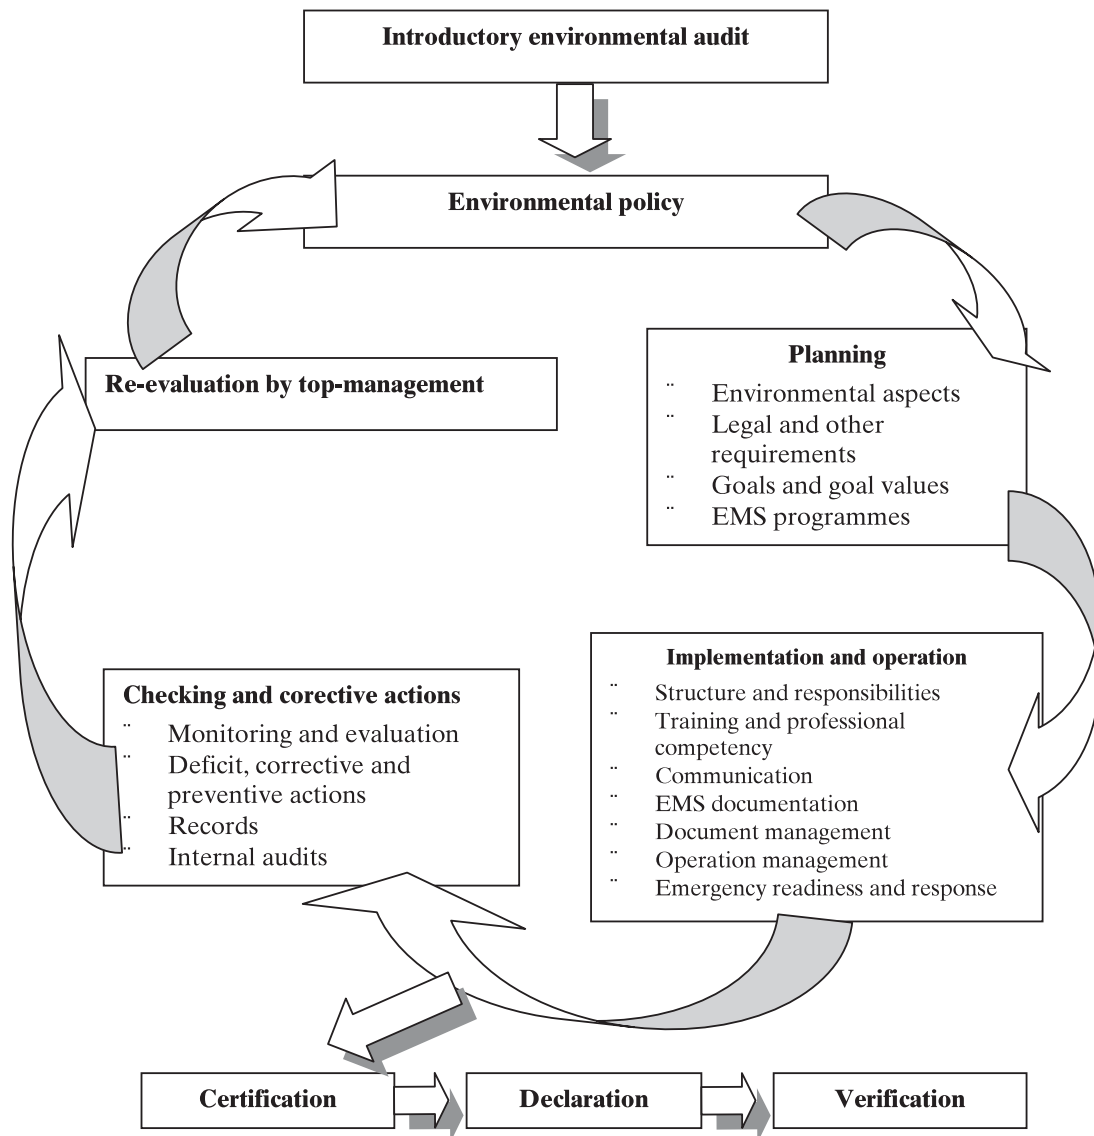 Introductory environmental audit
Environmental policy
Planning
¨ Environmental aspects
¨ Legal and other
requirements
¨ Goals and goal values
¨ EMS programmes
Re-evaluation by top-management
Implementation and operation
¨ Structure and responsibilities
¨ Training and professional
competency
¨ Communication
¨ EMS documentation
¨ Document management
¨ Operation management
¨ Emergency readiness and response
Checking and corective actions
¨ Monitoring and evaluation
¨ Deficit, corrective and
preventive actions
¨ Records
¨ Internal audits
Certification
Declaration
Verification